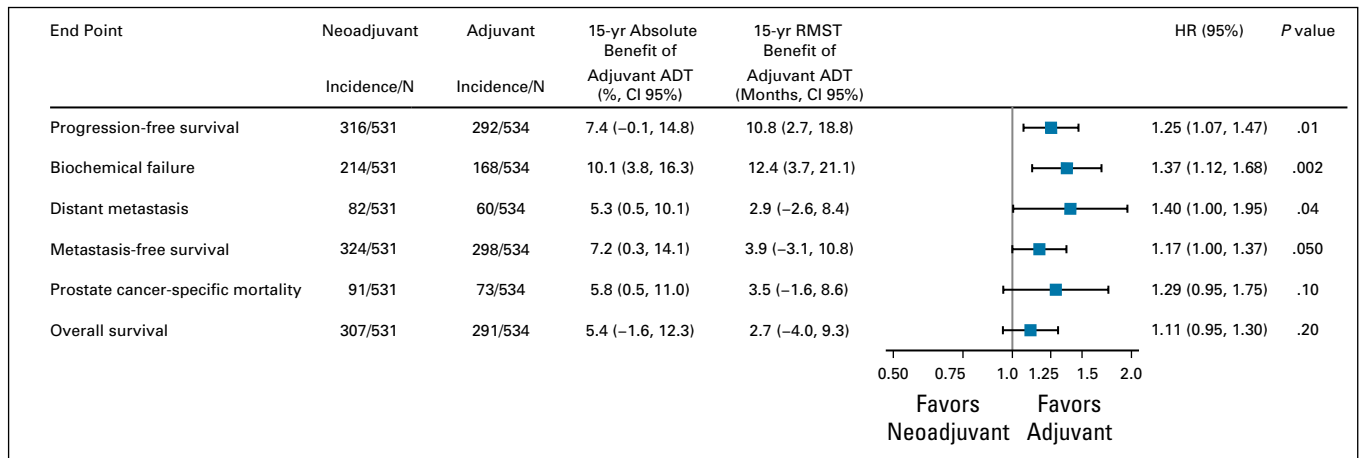 End Point Neoadjuvant Adjuvant 15-yr Absolute 15-yr RMST HR (95%) P value
Benefit of Benefit of
Incidence/N Incidence/N Adjuvant ADT Adjuvant ADT
(%, CI 95%) (Months, CI 95%)
Progression-free survival 316/531 292/534 7.4 (−0.1, 14.8) 10.8 (2.7, 18.8) 1.25 (1.07, 1.47) .01
Biochemical failure 214/531 168/534 10.1 (3.8, 16.3) 12.4 (3.7, 21.1) 1.37 (1.12, 1.68) .002
Distant metastasis 82/531 60/534 5.3 (0.5, 10.1) 2.9 (−2.6, 8.4) 1.40 (1.00, 1.95) .04
Metastasis-free survival 324/531 298/534 7.2 (0.3, 14.1) 3.9 (−3.1, 10.8) 1.17 (1.00, 1.37) .050
Prostate cancer-specific mortality 91/531 73/534 5.8 (0.5, 11.0) 3.5 (−1.6, 8.6) 1.29 (0.95, 1.75) .10
Overall survival 307/531 291/534 5.4 (−1.6, 12.3) 2.7 (−4.0, 9.3) 1.11 (0.95, 1.30) .20
0.50 0.75 1.0 1.25 1.5 2.0
Favors Favors
Neoadjuvant Adjuvant